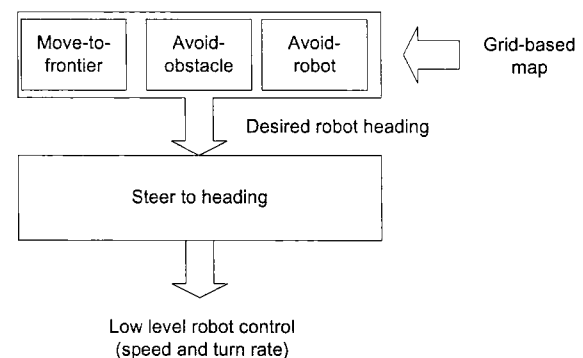 Move-to-
frontier
Avoid-
obstacle
Avoid-
robot
Grid-based
map
Desired robot heading
Steer to heading
Low level robot control
(speed and turn rate)